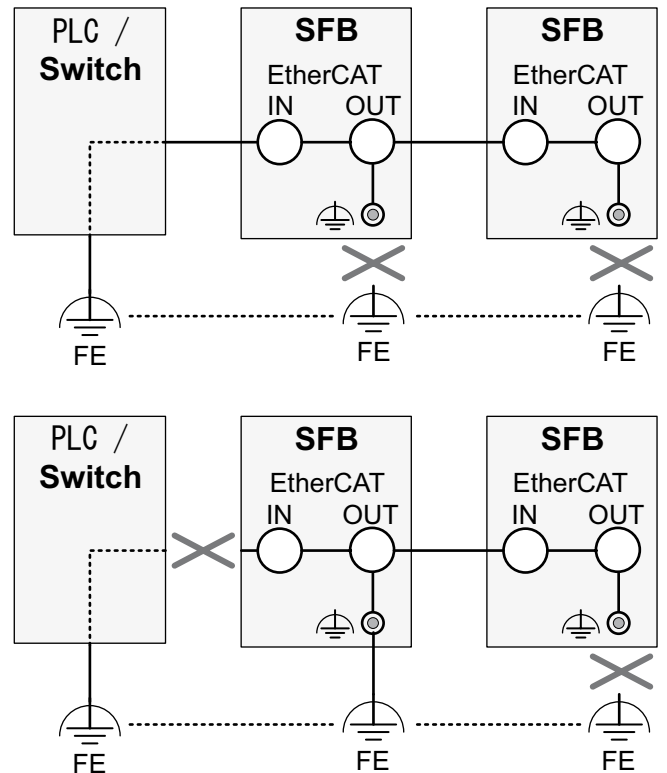 PLC /
Switch
SFB
EtherCAT
IN OUT
SFB
EtherCAT
IN OUT
FE
FE
FE
PLC /
Switch
SFB
EtherCAT
IN OUT
SFB
EtherCAT
IN OUT
FE
FE
FE